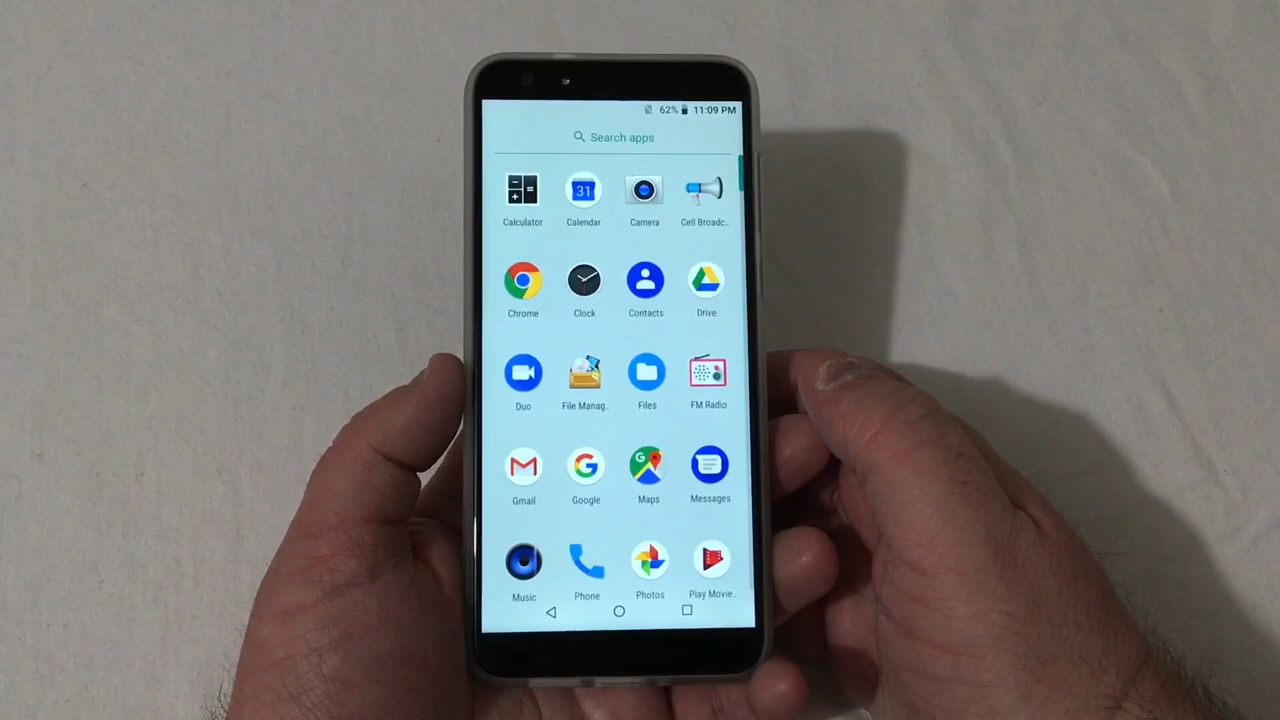 62% 11:09 PM
Search apps
Calculator Calendar Camera Cell Broadc..
31
Chrome Clock Contacts Drive
Duo File Manag.. Files FM Radio
Gmail Google Maps Messages
Music Phone Photos Play Movie..